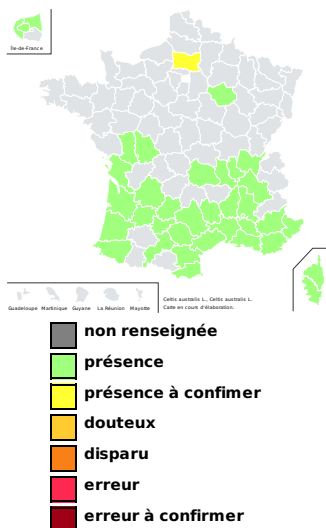 Île-de-France
Guadeloupe Martinique Guyane La Réunion Mayotte
Celtis australis L., Celtis australis L.
Carte en cours d'élaboration.
non renseignée
présence
présence à confimer
douteux
disparu
erreur
erreur à confirmer